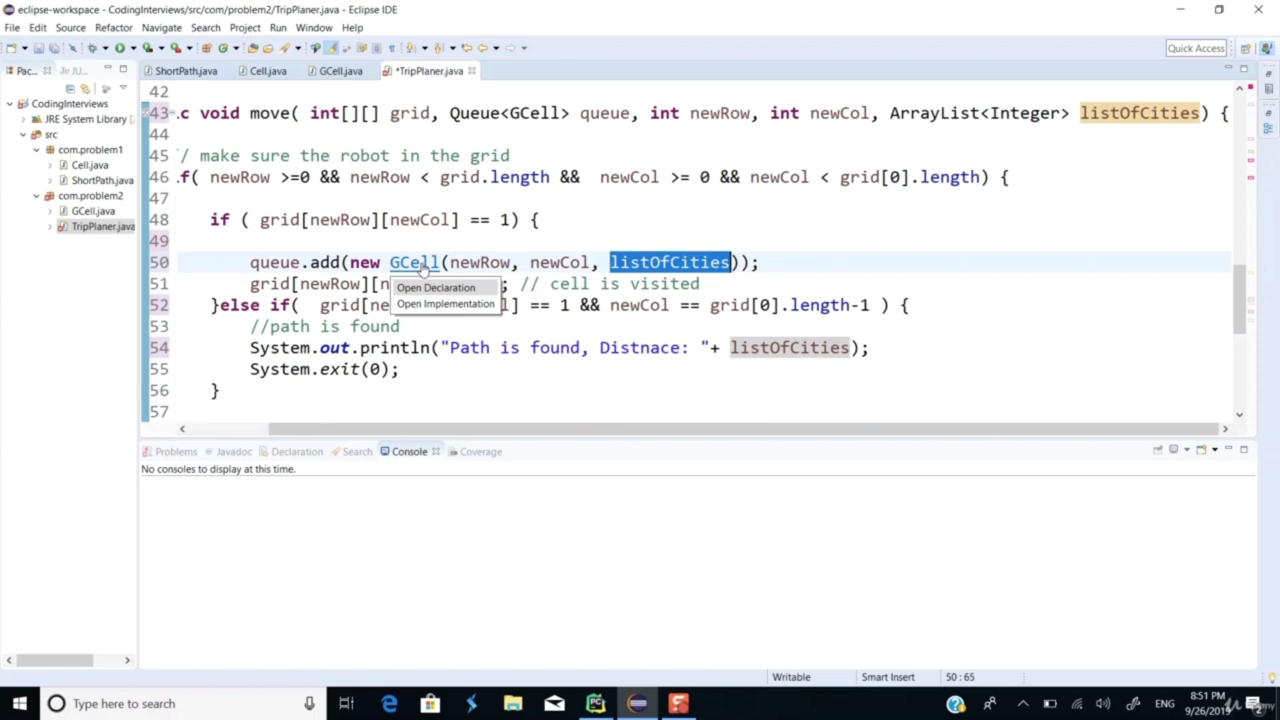 eclipse-workspace - CodingInterviews/src/com/problem2/TripPlaner.java - Eclipse IDE
File Edit Source Refactor Navigate Search Project Run Window Help
Quick Access
Pac... JU ShortPath.java Cell.java GCell.java *TripPlaner.java
CodingInterviews
JRE System Library [
src
com.problem1
Cell.java
ShortPath.java
com.problem2
GCell.java
TripPlaner.java
42
43 .c void move( int[][] grid, Queue<GCell> queue, int newRow, int newCol, ArrayList<Integer> listOfCities) {
44
45 / make sure the robot in the grid
46 .f( newRow >=0 && newRow < grid.length && newCol >= 0 && newCol < grid[0].length) {
47
48 if ( grid[newRow][newCol] == 1) {
49
50 queue.add(new GCell(newRow, newCol, listOfCities));
51 grid[newRow][n ; // cell is visited
52 }else if( grid[ne ] == 1 && newCol == grid[0].length-1 ) {
53 //path is found
54 System.out.println("Path is found, Distnace: "+ listOfCities);
55 System.exit(0);
56 }
57
Open Declaration
Open Implementation
Problems Javadoc Declaration Search Console Coverage
No consoles to display at this time.
Writable Smart Insert 50 : 65
Type here to search
ENG
8:51 PM
9/26/2019